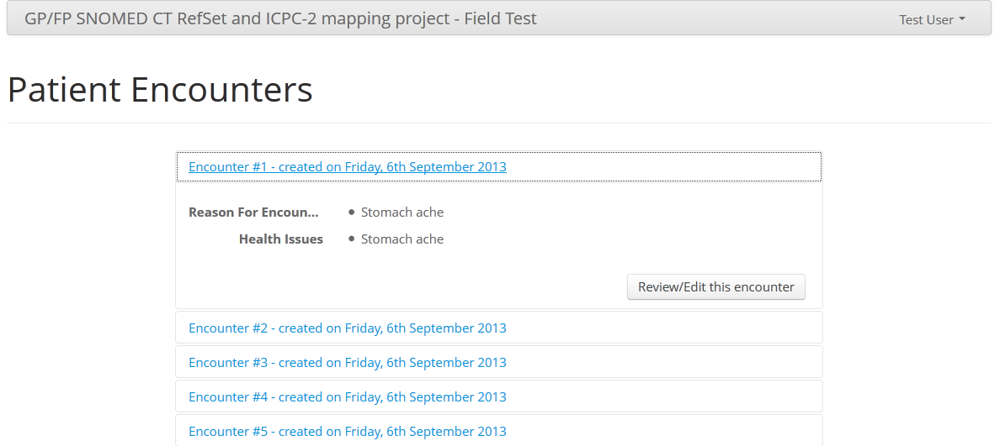 GP/FP SNOMED CT RefSet and ICPC-2 mapping project - Field Test
Test User
Patient Encounters
Encounter #1 - created on Friday, 6th September 2013
Reason For Encoun... • Stomach ache
Health Issues • Stomach ache
Review/Edit this encounter
Encounter #2 - created on Friday, 6th September 2013
Encounter #3 - created on Friday, 6th September 2013
Encounter #4 - created on Friday, 6th September 2013
Encounter #5 - created on Friday, 6th September 2013